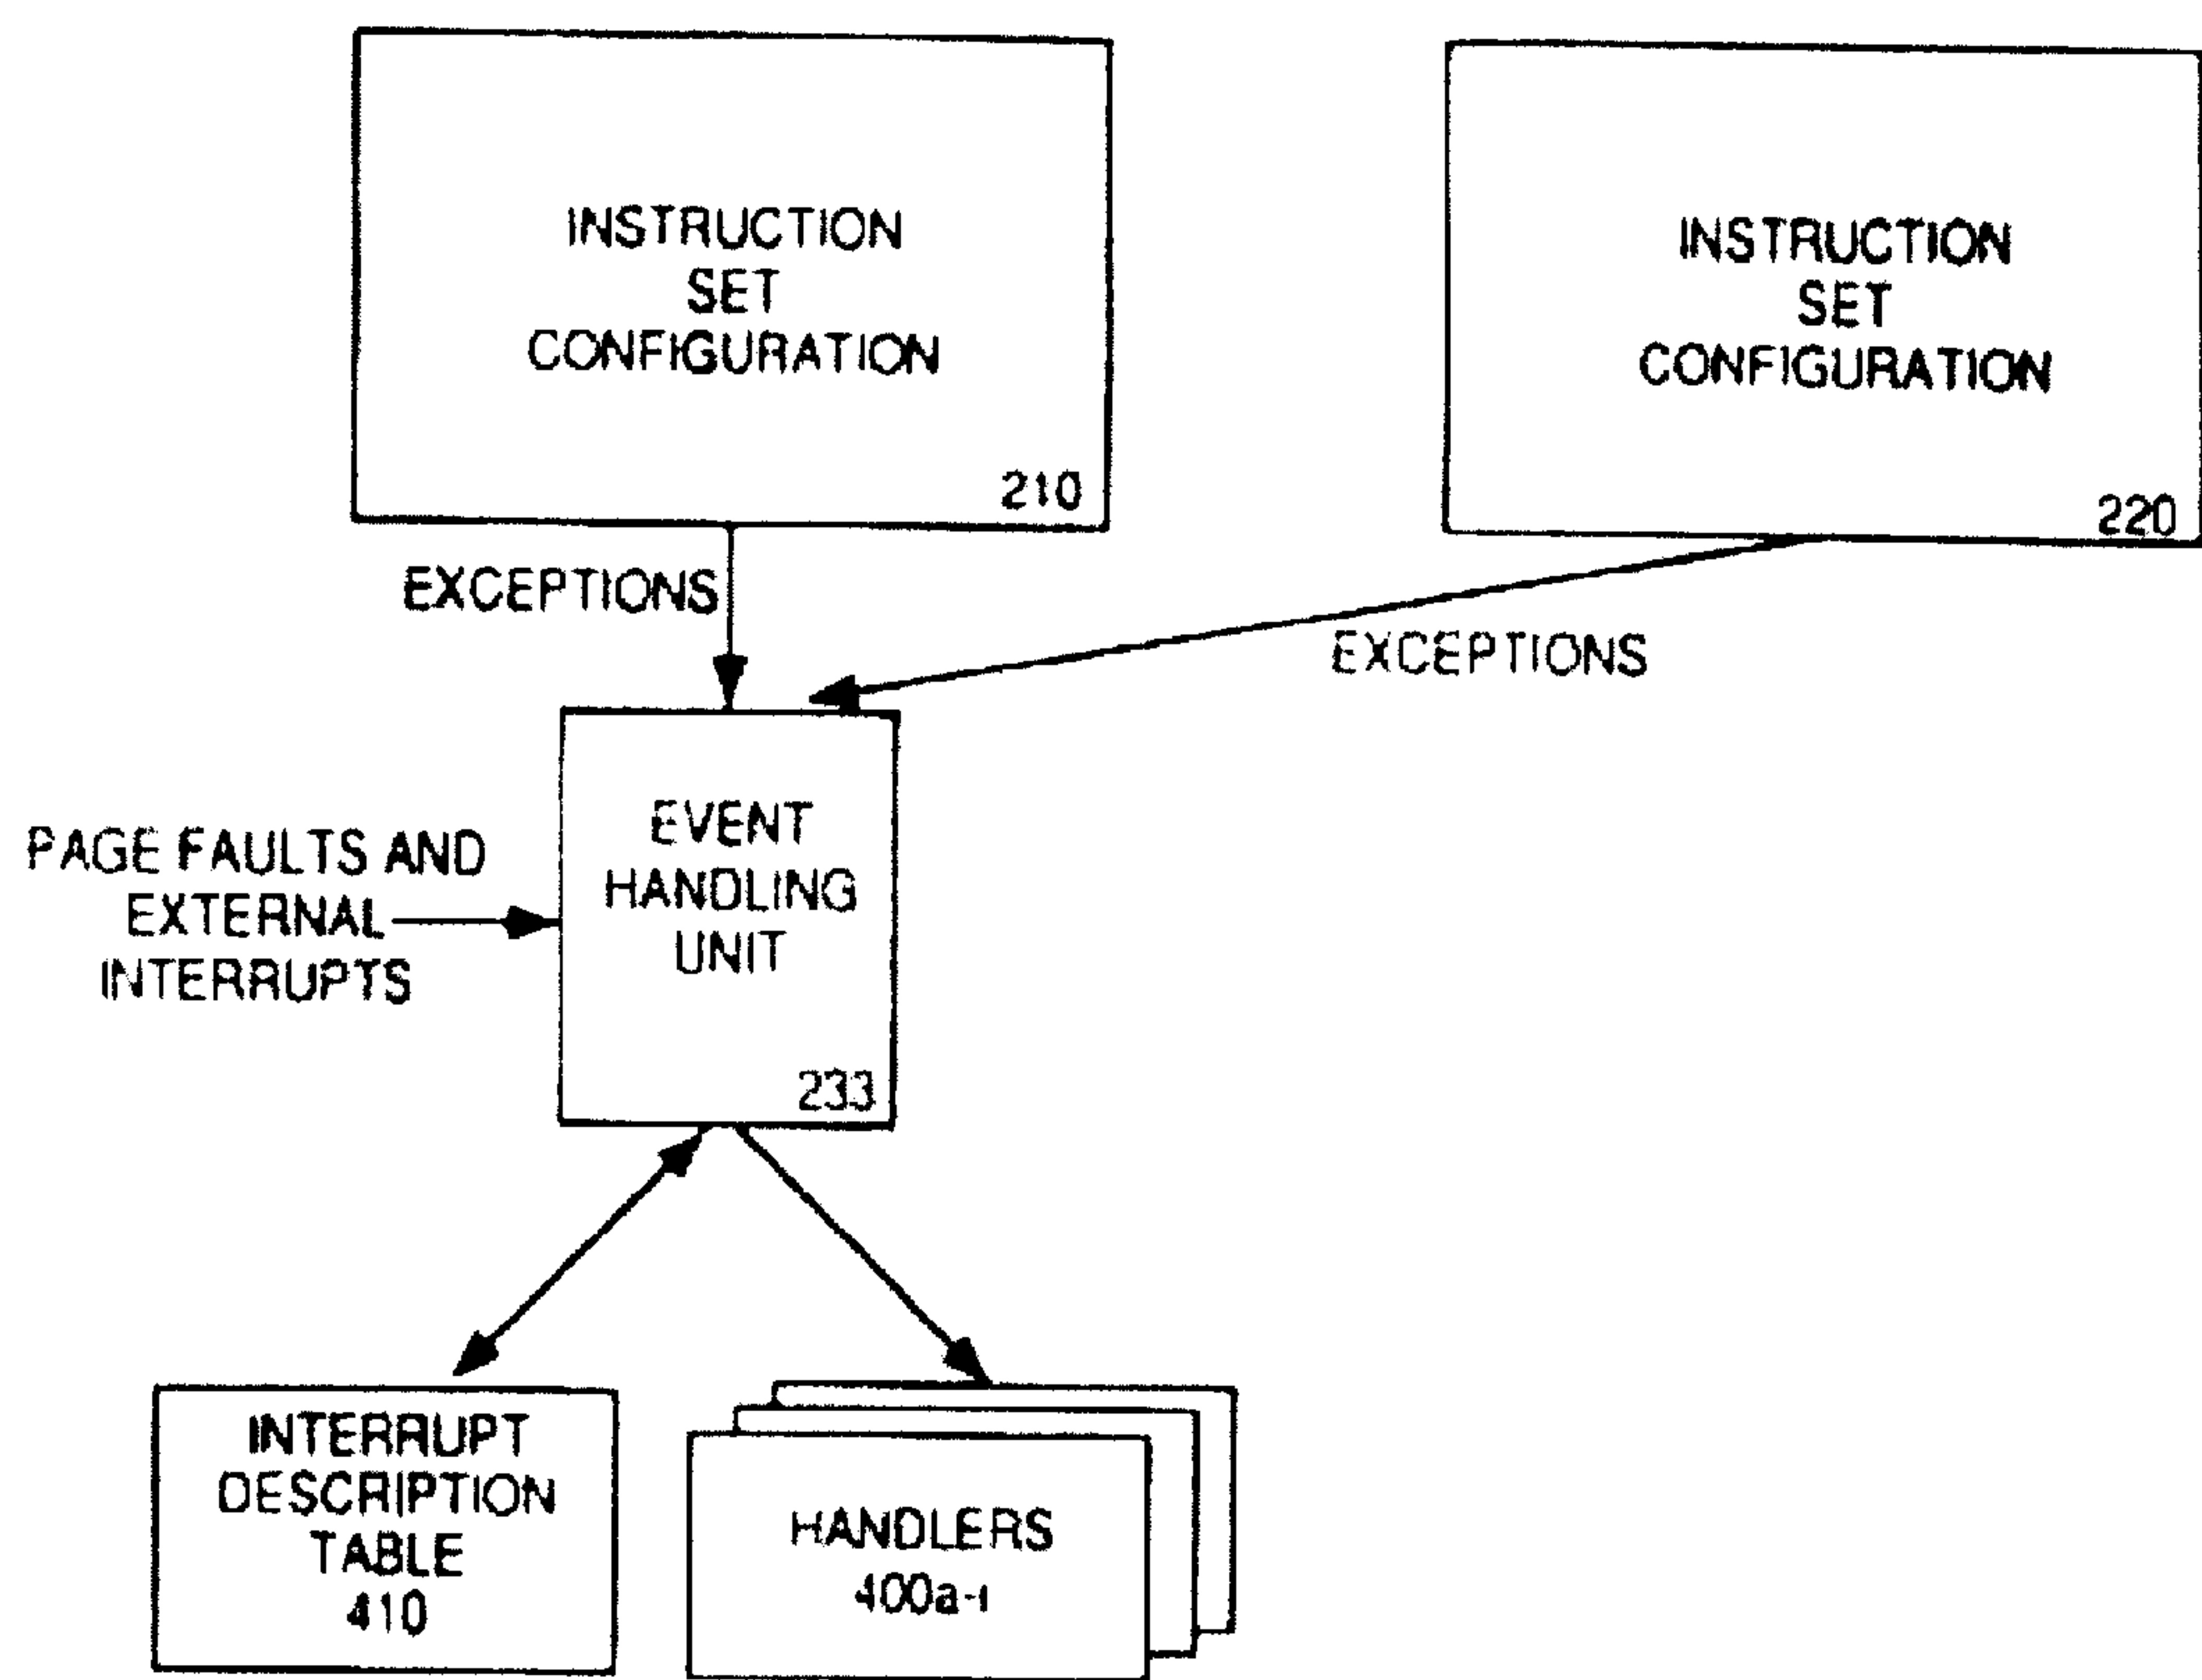 INSTRUCTION
SET
CONFIGURATION
210
INSTRUCTION
SET
CONFIGURATION
220
EXCEPTIONS
EXCEPTIONS
PAGE FAULTS AND
EXTERNAL
INTERRUPTS
EVENT
HANDLING
UNIT
233
INTERRUPT
DESCRIPTION
TABLE
410
HANDLERS
400a-i